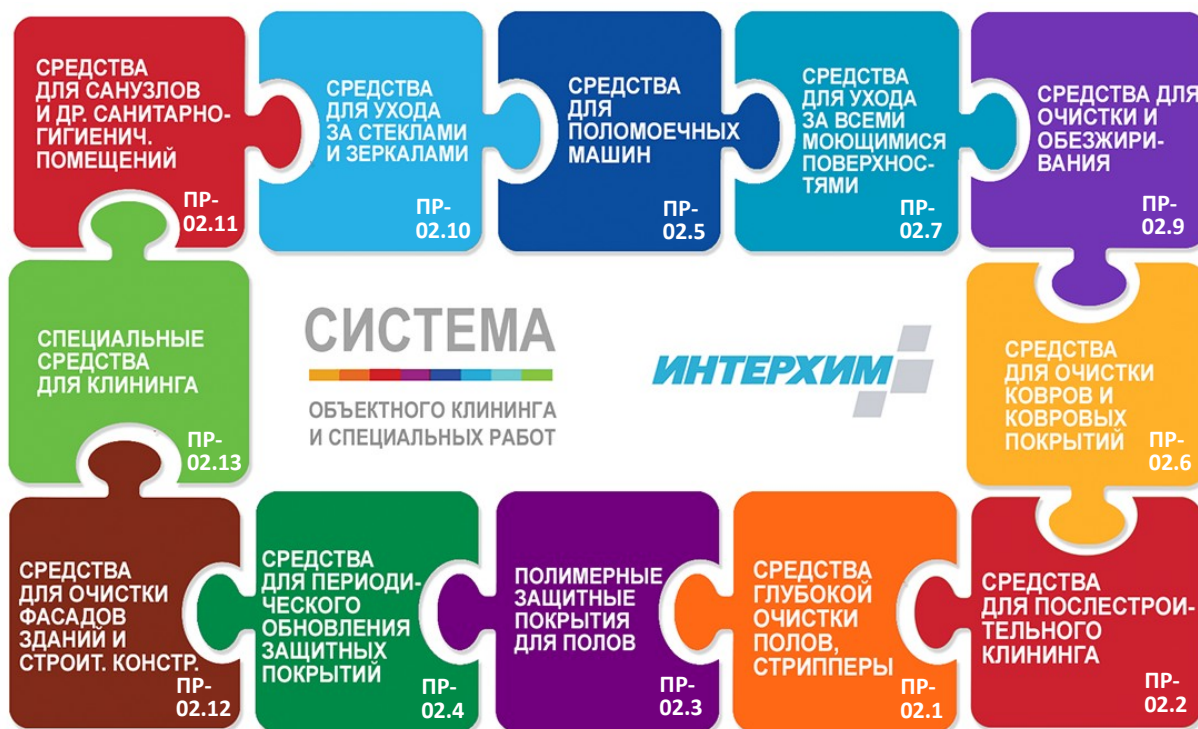 СРЕДСТВА
ДЛЯ САНУЗЛОВ
И ДР. САНИТАРНО-
ГИГИЕНИЧ.
ПОМЕЩЕНИЙ
ПР-
02.11
СРЕДСТВА
ДЛЯ УХОДА
ЗА СТЕКЛАМИ
И ЗЕРКАЛАМИ
ПР-
02.10
СРЕДСТВА
ДЛЯ
ПОЛОМОЕЧНЫХ
МАШИН
ПР-
02.5
СРЕДСТВА
ДЛЯ УХОДА
ЗА ВСЕМИ
МОЮЩИМИСЯ
ПОВЕРХНОС-
ТЯМИ
ПР-
02.7
СРЕДСТВА ДЛЯ
ОЧИСТКИ И
ОБЕЗЖИРИ-
ВАНИЯ
ПР-
02.9
СПЕЦИАЛЬНЫЕ
СРЕДСТВА
ДЛЯ КЛИНИНГА
ПР-
02.13
СИСТЕМА
ОБЪЕКТНОГО КЛИНИНГА
И СПЕЦИАЛЬНЫХ РАБОТ
ИНТЕРХИМ
СРЕДСТВА
ДЛЯ ОЧИСТКИ
КОВРОВ И
КОВРОВЫХ
ПОКРЫТИЙ
ПР-
02.6
СРЕДСТВА
ДЛЯ ОЧИСТКИ
ФАСАДОВ
ЗДАНИЙ И
СТРОИТ. КОНСТР.
ПР-
02.12
СРЕДСТВА
ДЛЯ ПЕРИОДИ-
ЧЕСКОГО
ОБНОВЛЕНИЯ
ЗАЩИТНЫХ
ПОКРЫТИЙ
ПР-
02.4
ПОЛИМЕРНЫЕ
ЗАЩИТНЫЕ
ПОКРЫТИЯ
ДЛЯ ПОЛОВ
ПР-
02.3
СРЕДСТВА
ГЛУБОКОЙ
ОЧИСТКИ
ПОЛОВ,
СТРИППЕРЫ
ПР-
02.1
СРЕДСТВА
ДЛЯ ПОСЛЕСТРОИ-
ТЕЛЬНОГО
КЛИНИНГА
ПР-
02.2